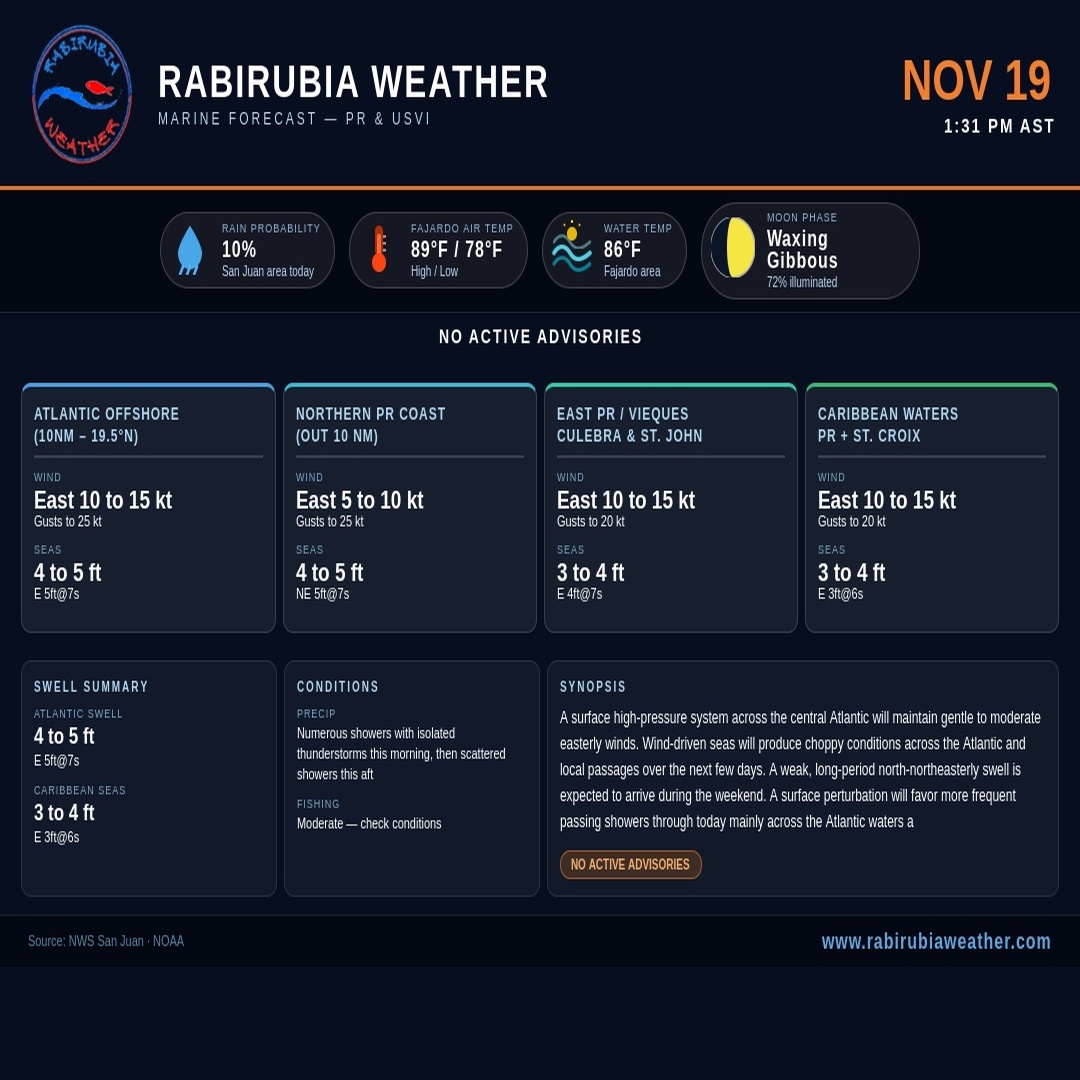 RABIRUBIA
WEATHER
RABIRUBIA WEATHER
MARINE FORECAST — PR & USVI
NOV 19
1:31 PM AST
RAIN PROBABILITY
10%
San Juan area today
FAJARDO AIR TEMP
89°F / 78°F
High / Low
WATER TEMP
86°F
Fajardo area
MOON PHASE
Waxing
Gibbous
72% illuminated
NO ACTIVE ADVISORIES
ATLANTIC OFFSHORE
(10NM – 19.5°N)
WIND
East 10 to 15 kt
Gusts to 25 kt
SEAS
4 to 5 ft
E 5ft@7s
NORTHERN PR COAST
(OUT 10 NM)
WIND
East 5 to 10 kt
Gusts to 25 kt
SEAS
4 to 5 ft
NE 5ft@7s
EAST PR / VIEQUES
CULEBRA & ST. JOHN
WIND
East 10 to 15 kt
Gusts to 20 kt
SEAS
3 to 4 ft
E 4ft@7s
CARIBBEAN WATERS
PR + ST. CROIX
WIND
East 10 to 15 kt
Gusts to 20 kt
SEAS
3 to 4 ft
E 3ft@6s
SWELL SUMMARY
ATLANTIC SWELL
4 to 5 ft
E 5ft@7s
CARIBBEAN SEAS
3 to 4 ft
E 3ft@6s
CONDITIONS
PRECIP
Numerous showers with isolated
thunderstorms this morning, then scattered
showers this aft
FISHING
Moderate — check conditions
SYNOPSIS
A surface high-pressure system across the central Atlantic will maintain gentle to moderate
easterly winds. Wind-driven seas will produce choppy conditions across the Atlantic and
local passages over the next few days. A weak, long-period north-northeasterly swell is
expected to arrive during the weekend. A surface perturbation will favor more frequent
passing showers through today mainly across the Atlantic waters a
NO ACTIVE ADVISORIES
Source: NWS San Juan · NOAA
www.rabirubiaweather.com